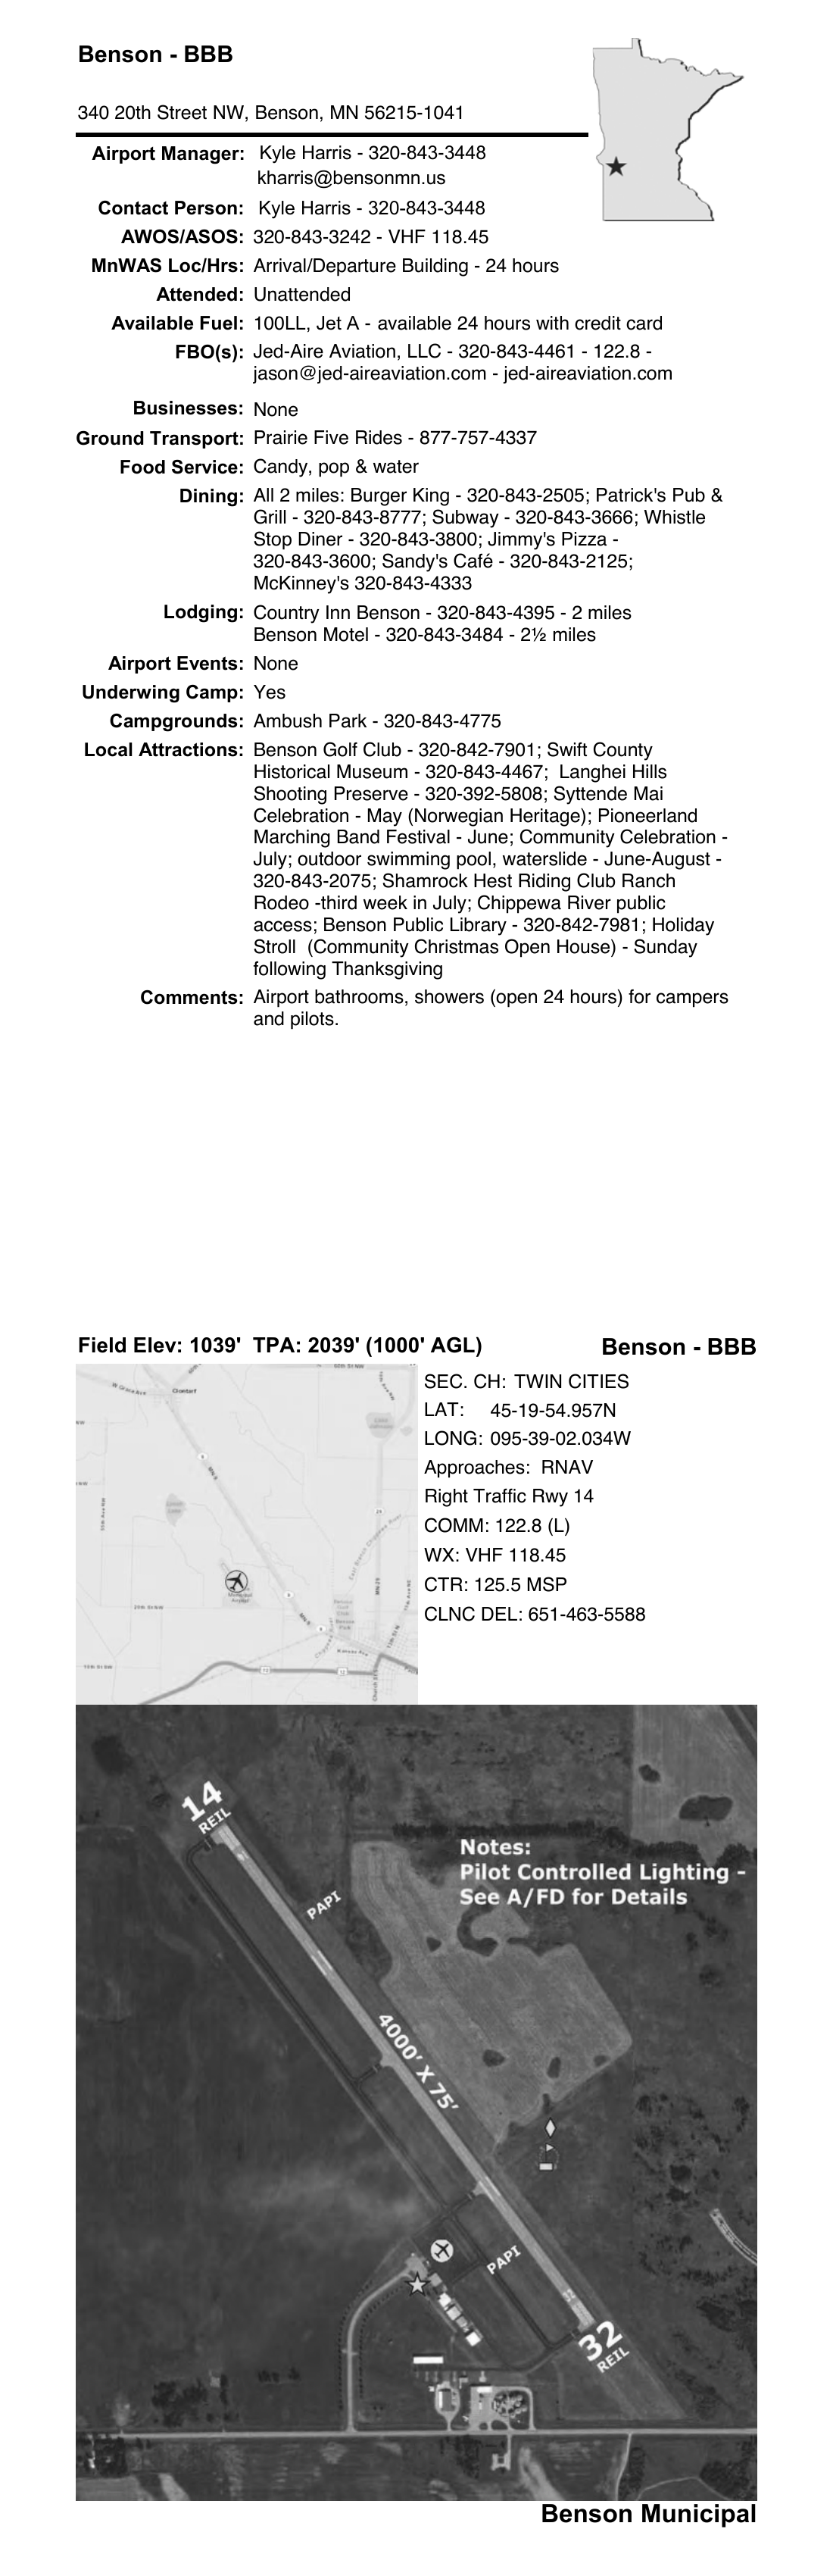 Benson - BBB
340 20th Street NW, Benson, MN 56215-1041
Airport Manager: Kyle Harris - 320-843-3448
kharris@bensonmn.us
Contact Person: Kyle Harris - 320-843-3448
AWOS/ASOS: 320-843-3242 - VHF 118.45
MnWAS Loc/Hrs: Arrival/Departure Building - 24 hours
Attended: Unattended
Available Fuel: 100LL, Jet A - available 24 hours with credit card
FBO(s): Jed-Aire Aviation, LLC - 320-843-4461 - 122.8 -
jason@jed-aireaviation.com - jed-aireaviation.com
Businesses: None
Ground Transport: Prairie Five Rides - 877-757-4337
Food Service: Candy, pop & water
Dining: All 2 miles: Burger King - 320-843-2505; Patrick's Pub &
Grill - 320-843-8777; Subway - 320-843-3666; Whistle
Stop Diner - 320-843-3800; Jimmy's Pizza -
320-843-3600; Sandy's Café - 320-843-2125;
McKinney's 320-843-4333
Lodging: Country Inn Benson - 320-843-4395 - 2 miles
Benson Motel - 320-843-3484 - 2½ miles
Airport Events: None
Underwing Camp: Yes
Campgrounds: Ambush Park - 320-843-4775
Local Attractions: Benson Golf Club - 320-842-7901; Swift County
Historical Museum - 320-843-4467;  Langhei Hills
Shooting Preserve - 320-392-5808; Syttende Mai
Celebration - May (Norwegian Heritage); Pioneerland
Marching Band Festival - June; Community Celebration -
July; outdoor swimming pool, waterslide - June-August -
320-843-2075; Shamrock Hest Riding Club Ranch
Rodeo -third week in July; Chippewa River public
access; Benson Public Library - 320-842-7981; Holiday
Stroll  (Community Christmas Open House) - Sunday
following Thanksgiving
Comments: Airport bathrooms, showers (open 24 hours) for campers
and pilots.
Field Elev: 1039'  TPA: 2039' (1000' AGL)
Benson - BBB
Clontarf
SEC. CH: TWIN CITIES
LAT: 45-19-54.957N
LONG: 095-39-02.034W
Approaches: RNAV
Right Traffic Rwy 14
COMM: 122.8 (L)
WX: VHF 118.45
CTR: 125.5 MSP
CLNC DEL: 651-463-5588
14
REIL
Notes:
Pilot Controlled Lighting -
See A/FD for Details
PAPI
4000' X 75'
PAPI
32
REIL
Benson Municipal